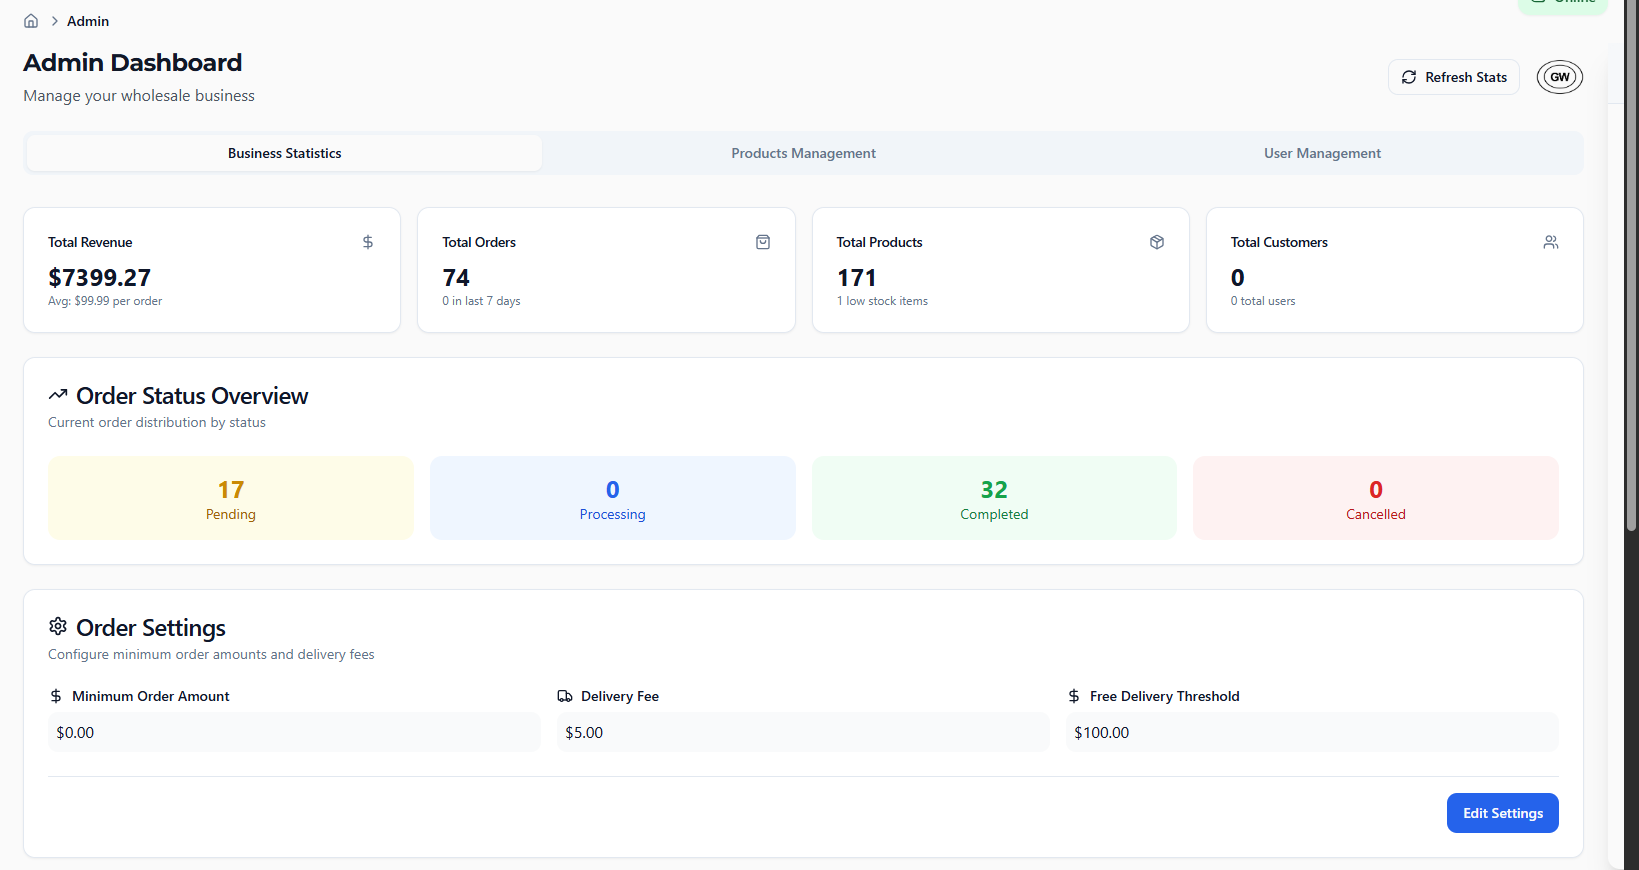 Online
Admin
Admin Dashboard
Manage your wholesale business
Refresh Stats
GW
Business Statistics
Products Management
User Management
Total Revenue
$7399.27
Avg: $99.99 per order
Total Orders
74
0 in last 7 days
Total Products
171
1 low stock items
Total Customers
0
0 total users
Order Status Overview
Current order distribution by status
17
Pending
0
Processing
32
Completed
0
Cancelled
Order Settings
Configure minimum order amounts and delivery fees
Minimum Order Amount
$0.00
Delivery Fee
$5.00
Free Delivery Threshold
$100.00
Edit Settings